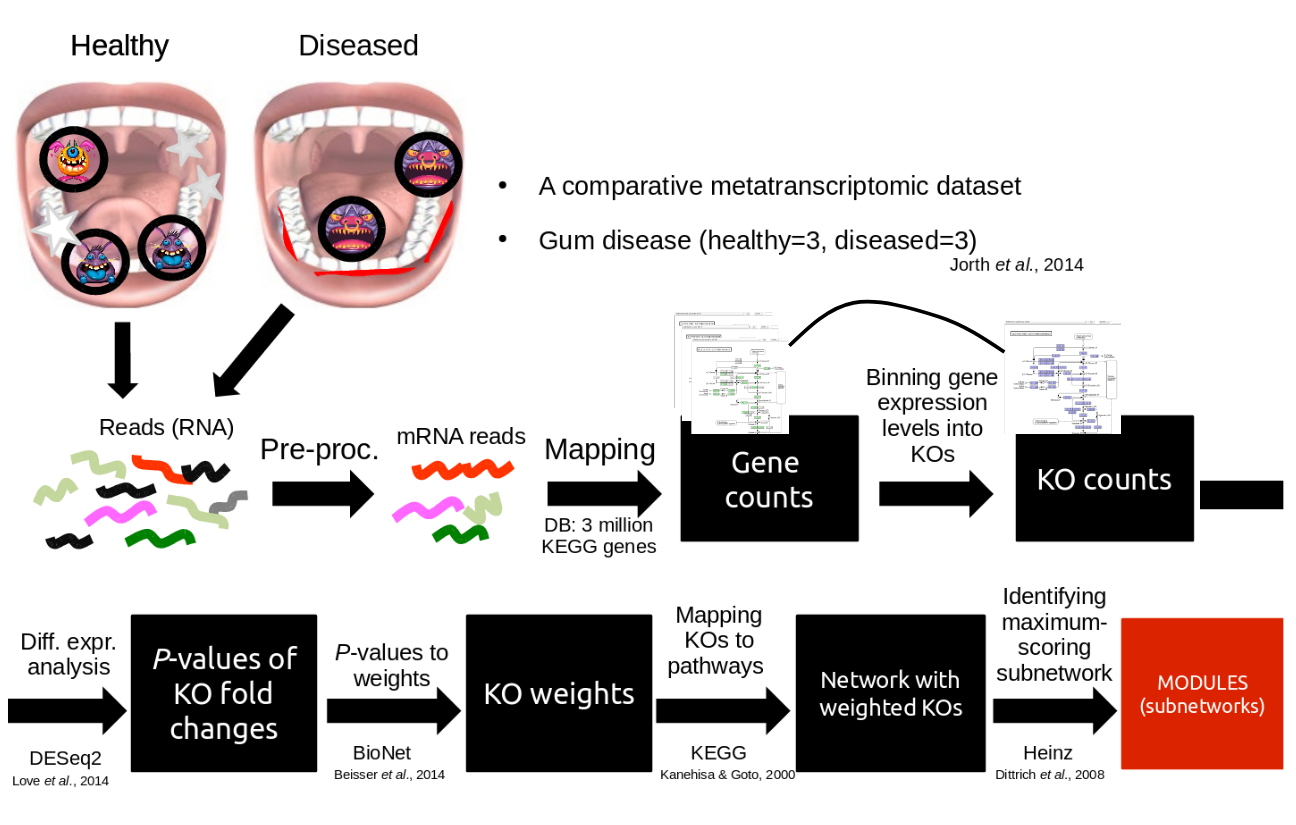 Healthy
Diseased
• A comparative metatranscriptomic dataset
• Gum disease (healthy=3, diseased=3)
Jorth et al., 2014
Reads (RNA)
Pre-proc.
mRNA reads
Mapping
DB: 3 million
KEGG genes
Gene
counts
Binning gene
expression
levels into
KOs
KO counts
Diff. expr.
analysis
DESeq2
Love et al., 2014
P-values of
KO fold
changes
P-values to
weights
BioNet
Beisser et al., 2014
KO weights
Mapping
KOs to
pathways
KEGG
Kanehisa & Goto, 2000
Network with
weighted KOs
Identifying
maximum-
scoring
subnetwork
Heinz
Dittrich et al., 2008
MODULES
(subnetworks)